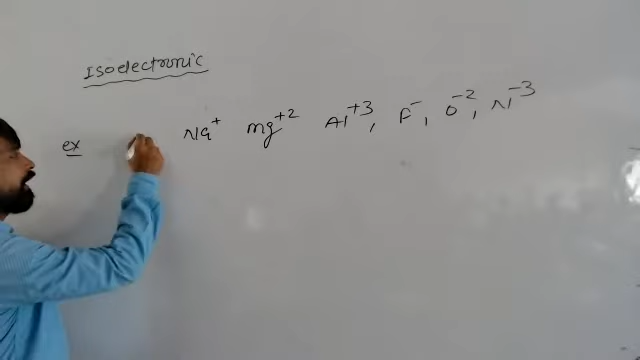 Isoelectronic
ex Na⁺ mg⁺² Al⁺³, F⁻, O⁻², N⁻³